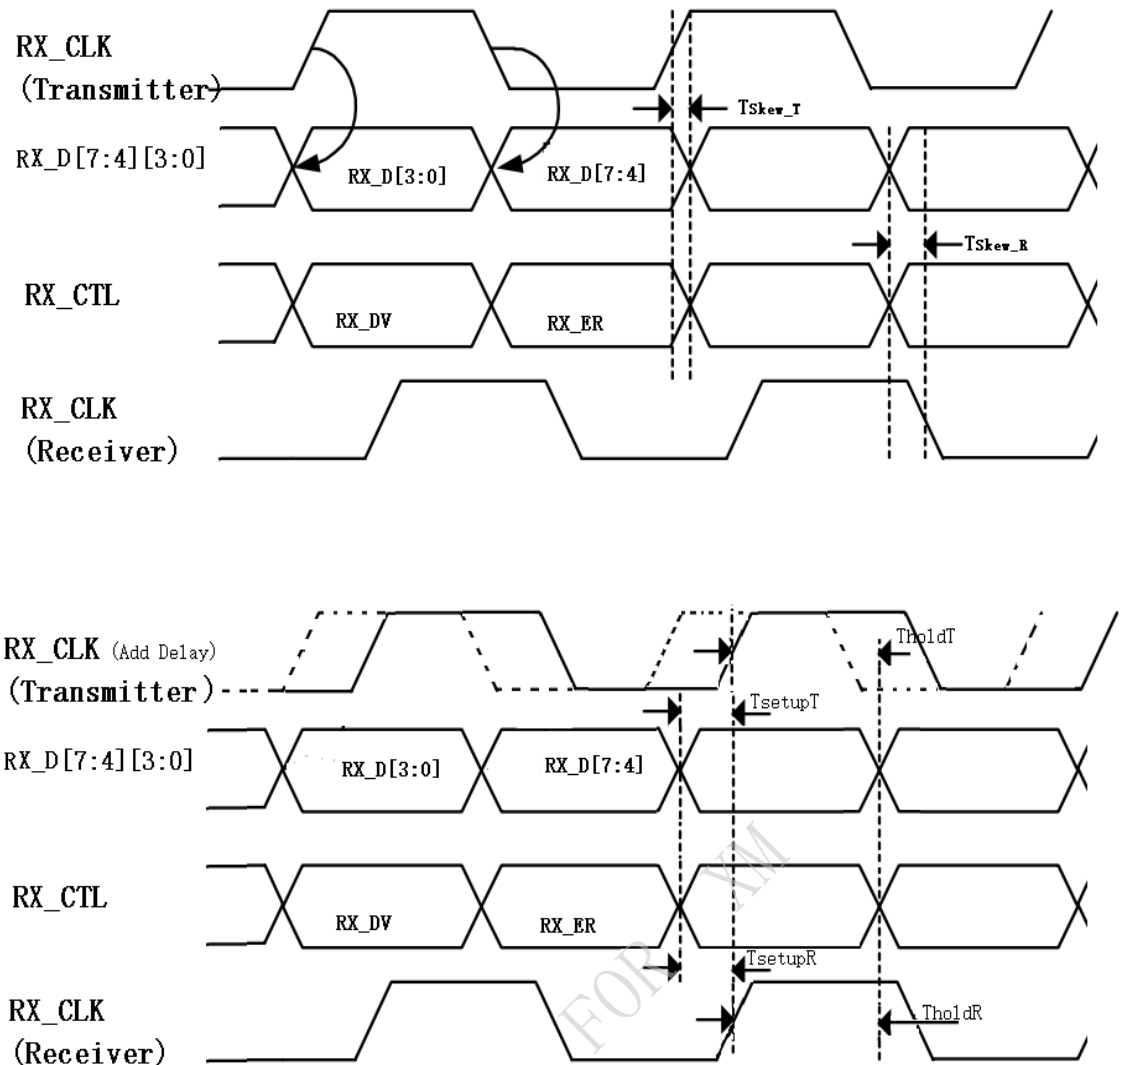 RX_CLK
(Transmitter)
TSkew_T
RX_D[7:4][3:0]
RX_D[3:0]
RX_D[7:4]
TSkew_R
RX_CTL
RX_DV
RX_ER
RX_CLK
(Receiver)
RX_CLK (Add Delay)
(Transmitter)
TholdT
TsetupT
RX_D[7:4][3:0]
RX_D[3:0]
RX_D[7:4]
RX_CTL
RX_DV
RX_ER
TsetupR
FOR XM
RX_CLK
(Receiver)
TholdR